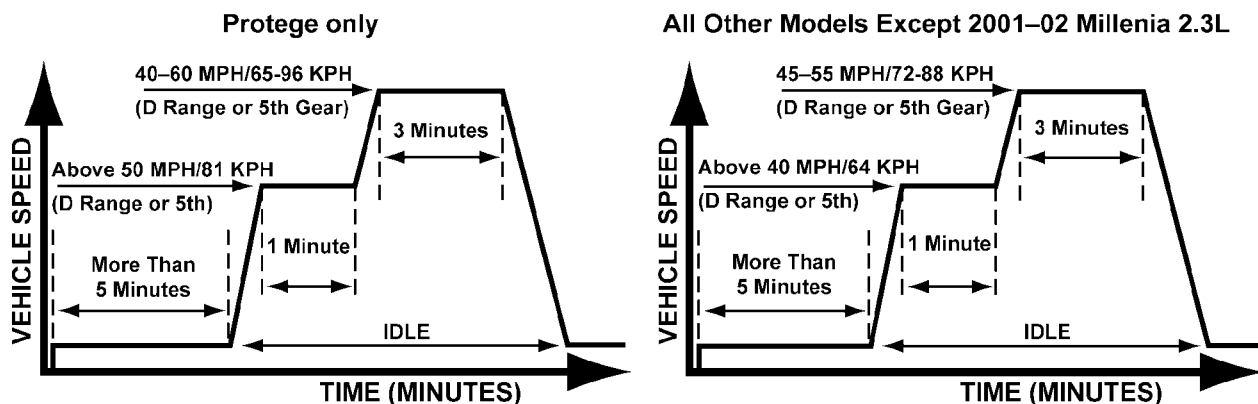 Protege only
40–60 MPH/65-96 KPH
(D Range or 5th Gear)
3 Minutes
Above 50 MPH/81 KPH
(D Range or 5th)
1 Minute
More Than
5 Minutes
IDLE
VEHICLE SPEED
TIME (MINUTES)
All Other Models Except 2001–02 Millenia 2.3L
45–55 MPH/72-88 KPH
(D Range or 5th Gear)
3 Minutes
Above 40 MPH/64 KPH
(D Range or 5th)
1 Minute
More Than
5 Minutes
IDLE
VEHICLE SPEED
TIME (MINUTES)